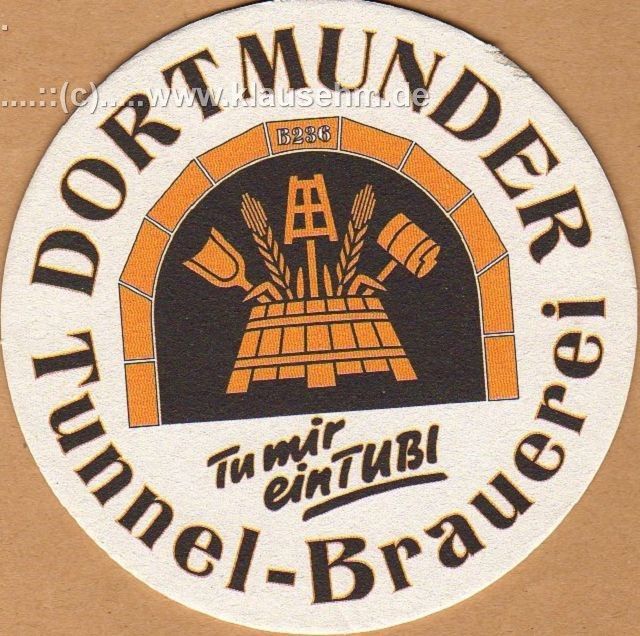 DORTMUNDER
.....::(c).....www.klausehm.de
B236
Tu mir
ein TUBI
Tunnel-Brauerei